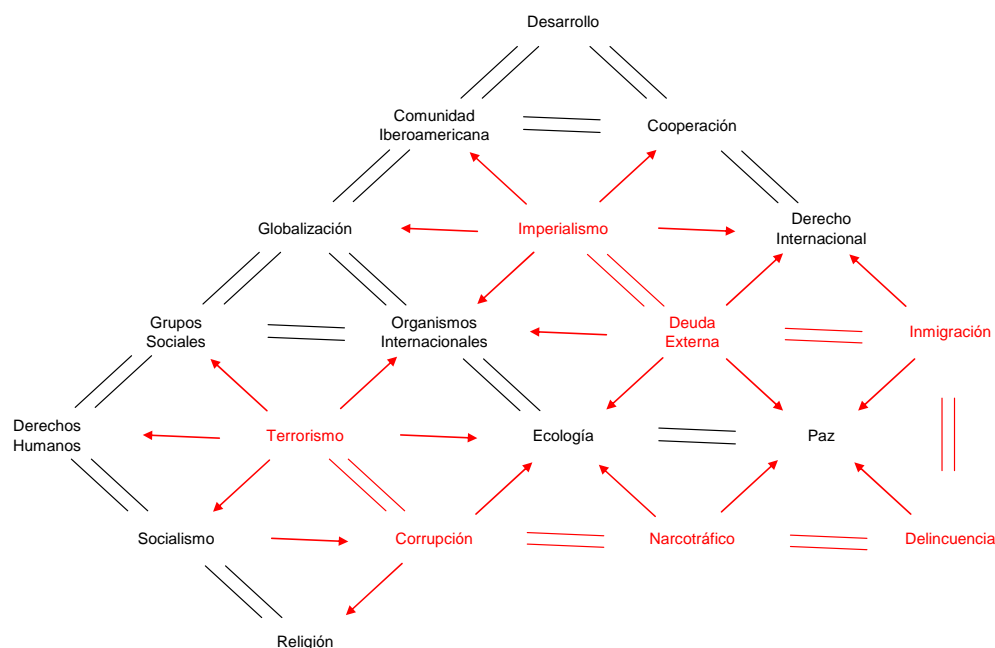 Desarrollo
Comunidad
Iberoamericana
Cooperación
Globalización
Imperialismo
Derecho
Internacional
Grupos
Sociales
Organismos
Internacionales
Deuda
Externa
Inmigración
Derechos
Humanos
Terrorismo
Ecología
Paz
Socialismo
Corrupción
Narcotráfico
Delincuencia
Religión